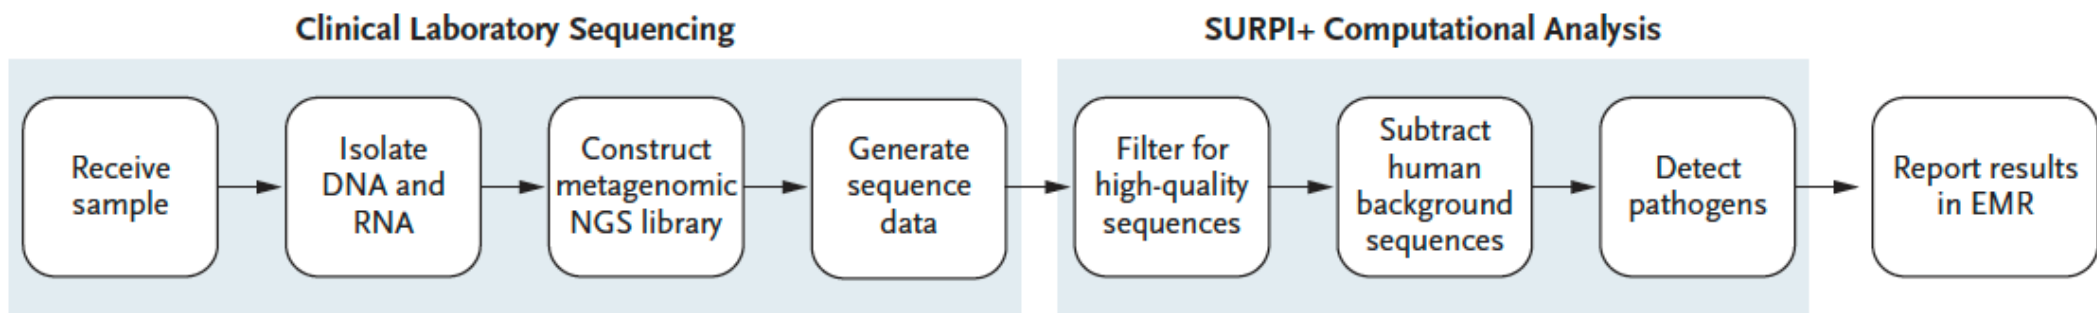 Clinical Laboratory Sequencing
SURPI+ Computational Analysis
Receive
sample
Isolate
DNA and
RNA
Construct
metagenomic
NGS library
Generate
sequence
data
Filter for
high-quality
sequences
Subtract
human
background
sequences
Detect
pathogens
Report results
in EMR